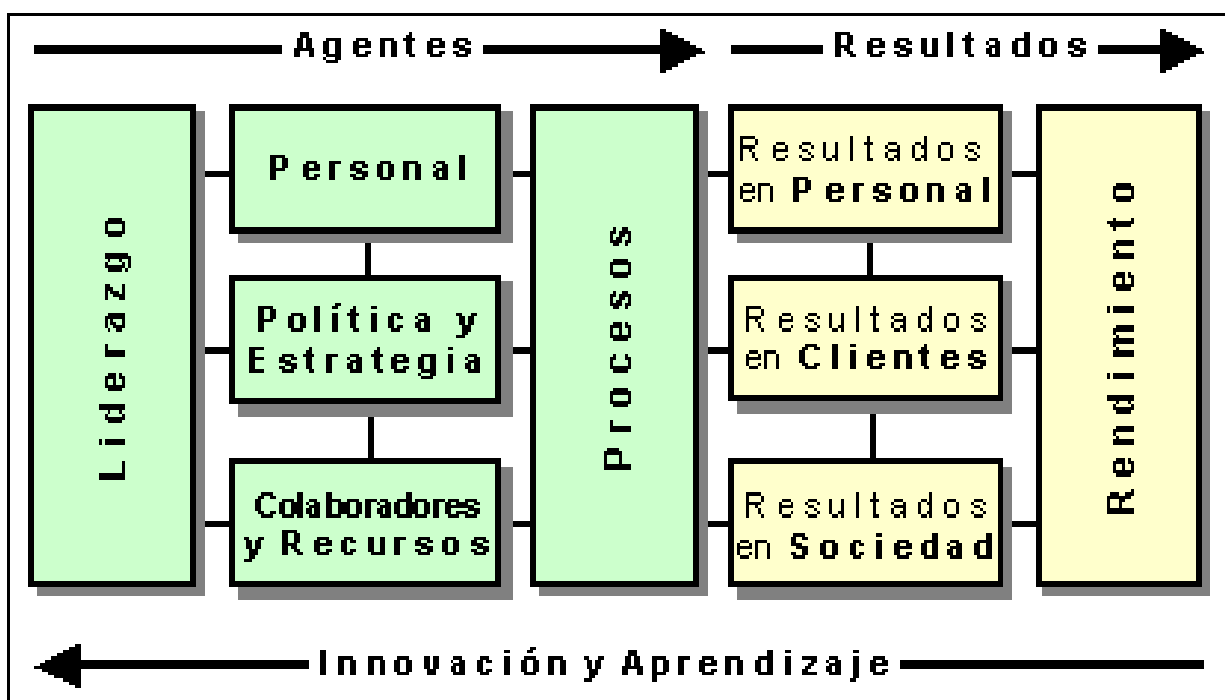 Agentes
Resultados
Liderazgo
Personal
Política y
Estrategia
Colaboradores
y Recursos
Procesos
Resultados
en Personal
Resultados
en Clientes
Resultados
en Sociedad
Rendimiento
Innovación y Aprendizaje